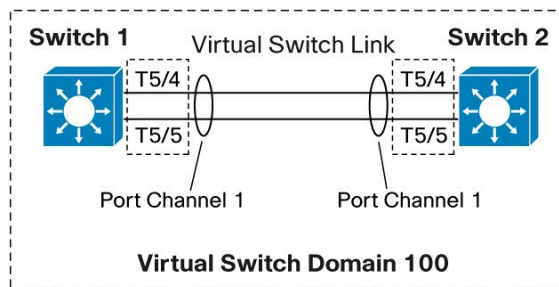 Switch 1
Virtual Switch Link
Switch 2
T5/4
T5/4
T5/5
T5/5
Port Channel 1
Port Channel 1
Virtual Switch Domain 100